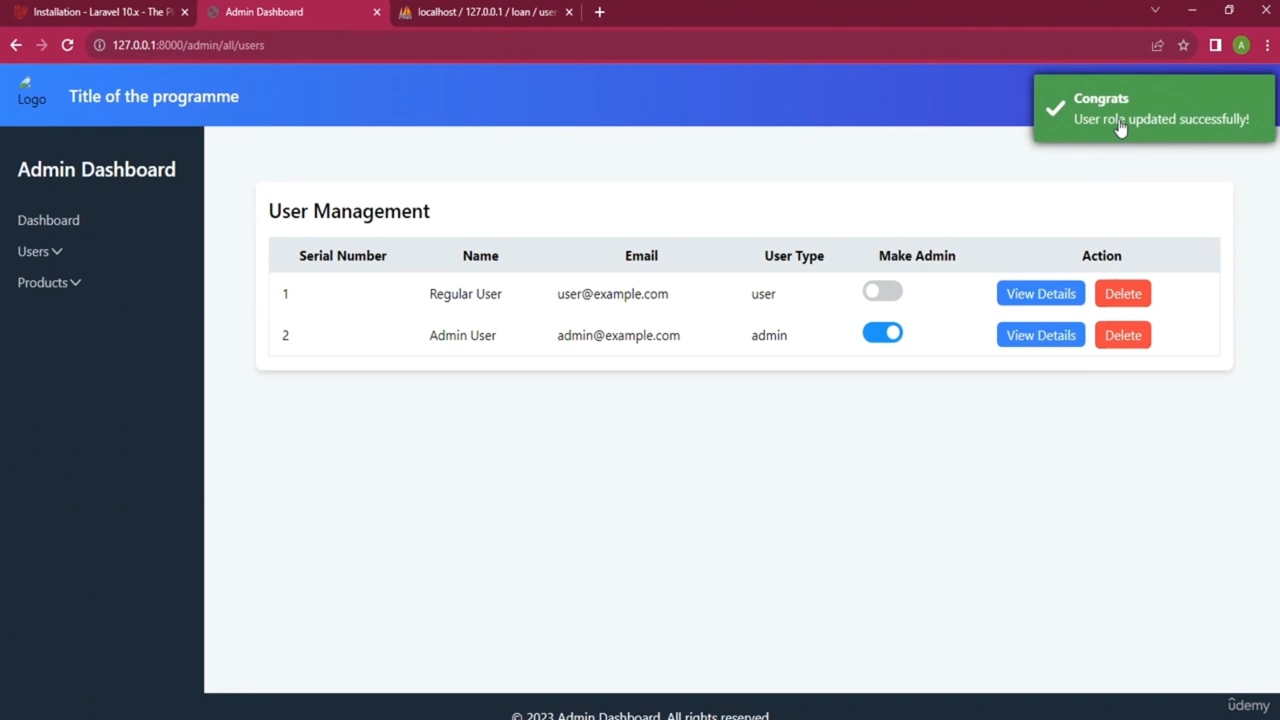 Installation - Laravel 10.x - The P
Admin Dashboard
localhost / 127.0.0.1 / loan / user
127.0.0.1:8000/admin/all/users
A
Logo
Title of the programme
Congrats
User role updated successfully!
Admin Dashboard
Dashboard
Users
Products
User Management
Serial Number Name Email User Type Make Admin Action
1 Regular User user@example.com user View Details Delete
2 Admin User admin@example.com admin View Details Delete
© 2023 Admin Dashboard. All rights reserved
ûdemy